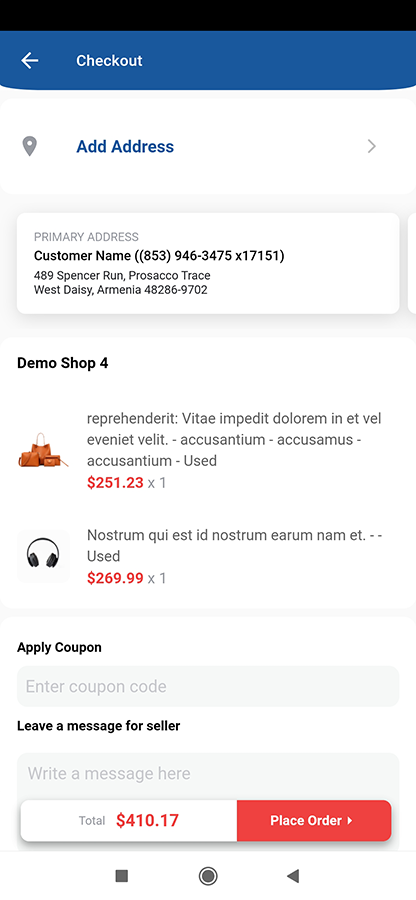 Checkout
Add Address
PRIMARY ADDRESS
Customer Name ((853) 946-3475 x17151)
489 Spencer Run, Prosacco Trace
West Daisy, Armenia 48286-9702
Demo Shop 4
reprehenderit: Vitae impedit dolorem in et vel
eveniet velit. - accusantium - accusamus -
accusantium - Used
$251.23 x 1
Nostrum qui est id nostrum earum nam et. - -
Used
$269.99 x 1
Apply Coupon
Enter coupon code
Leave a message for seller
Write a message here
Total $410.17 Place Order